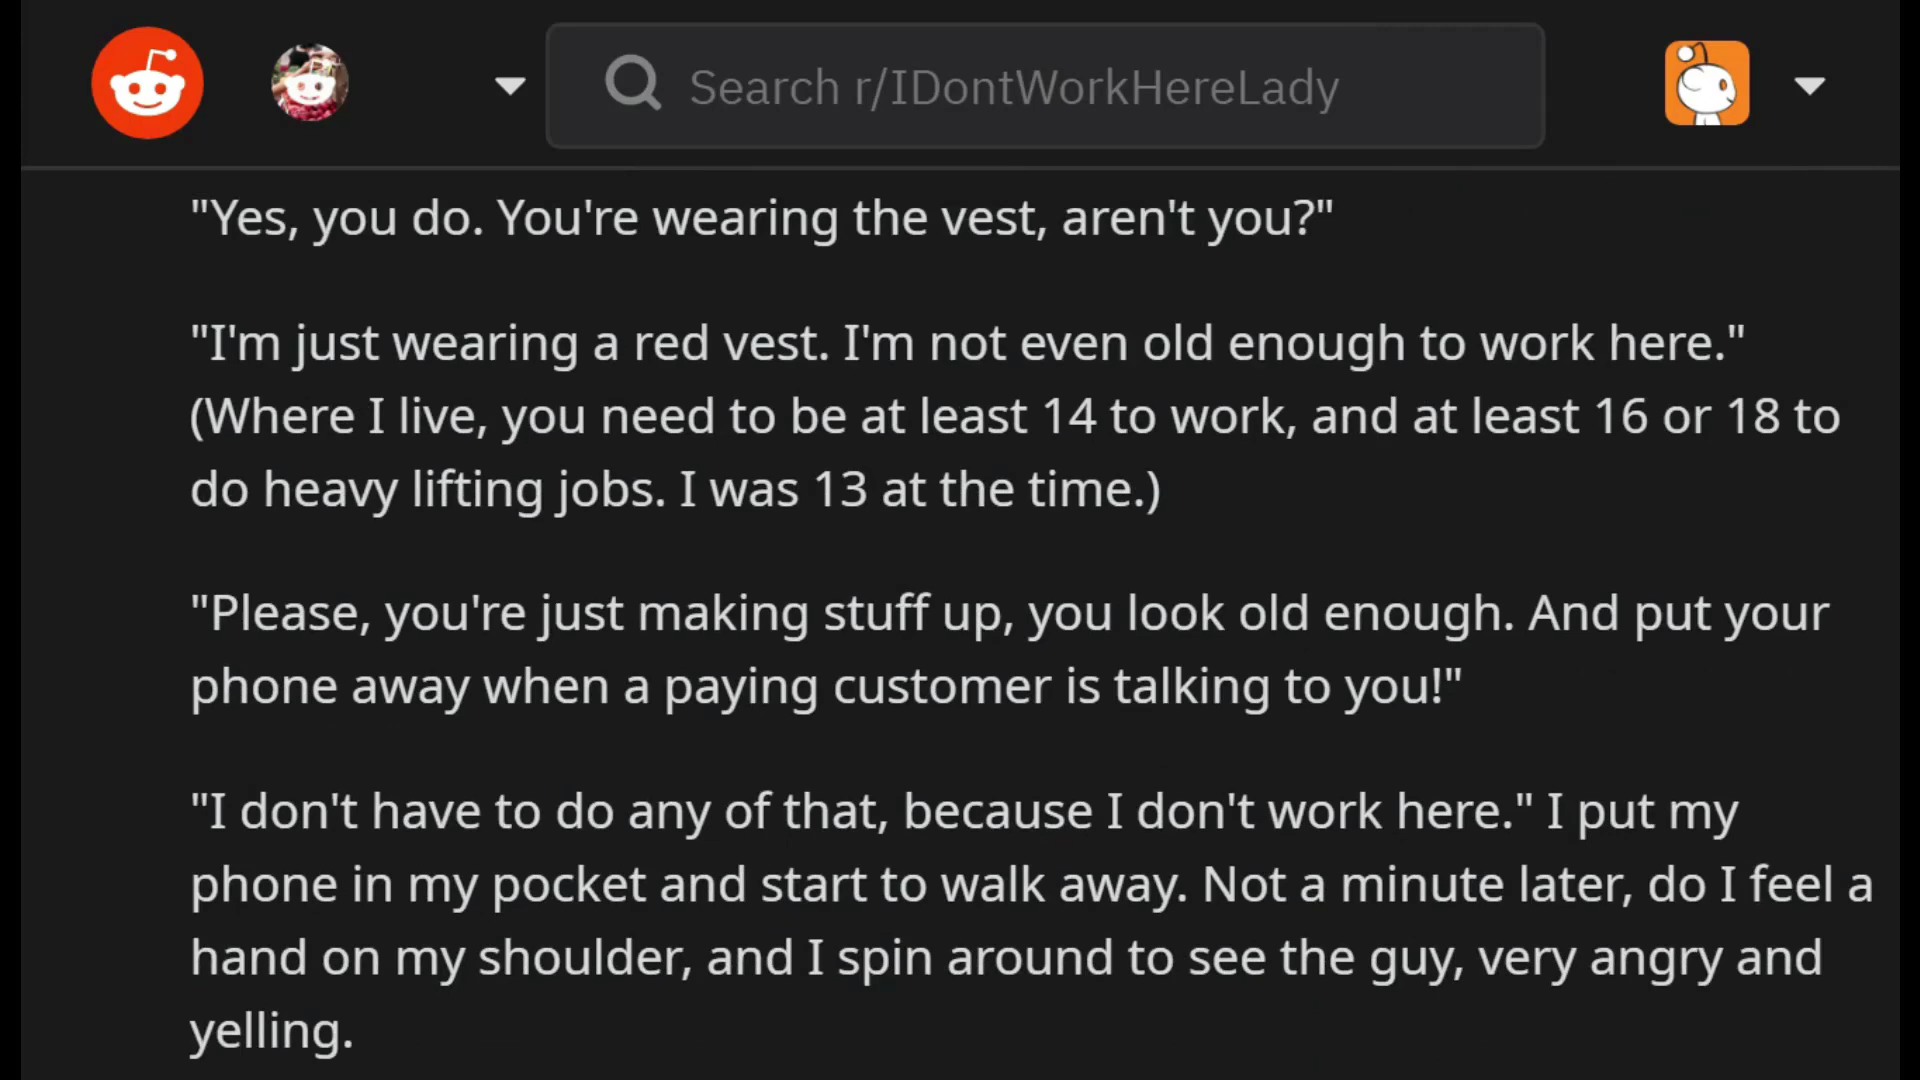 Search r/IDontWorkHereLady
"Yes, you do. You're wearing the vest, aren't you?"
"I'm just wearing a red vest. I'm not even old enough to work here."
(Where I live, you need to be at least 14 to work, and at least 16 or 18 to
do heavy lifting jobs. I was 13 at the time.)
"Please, you're just making stuff up, you look old enough. And put your
phone away when a paying customer is talking to you!"
"I don't have to do any of that, because I don't work here." I put my
phone in my pocket and start to walk away. Not a minute later, do I feel a
hand on my shoulder, and I spin around to see the guy, very angry and
yelling.